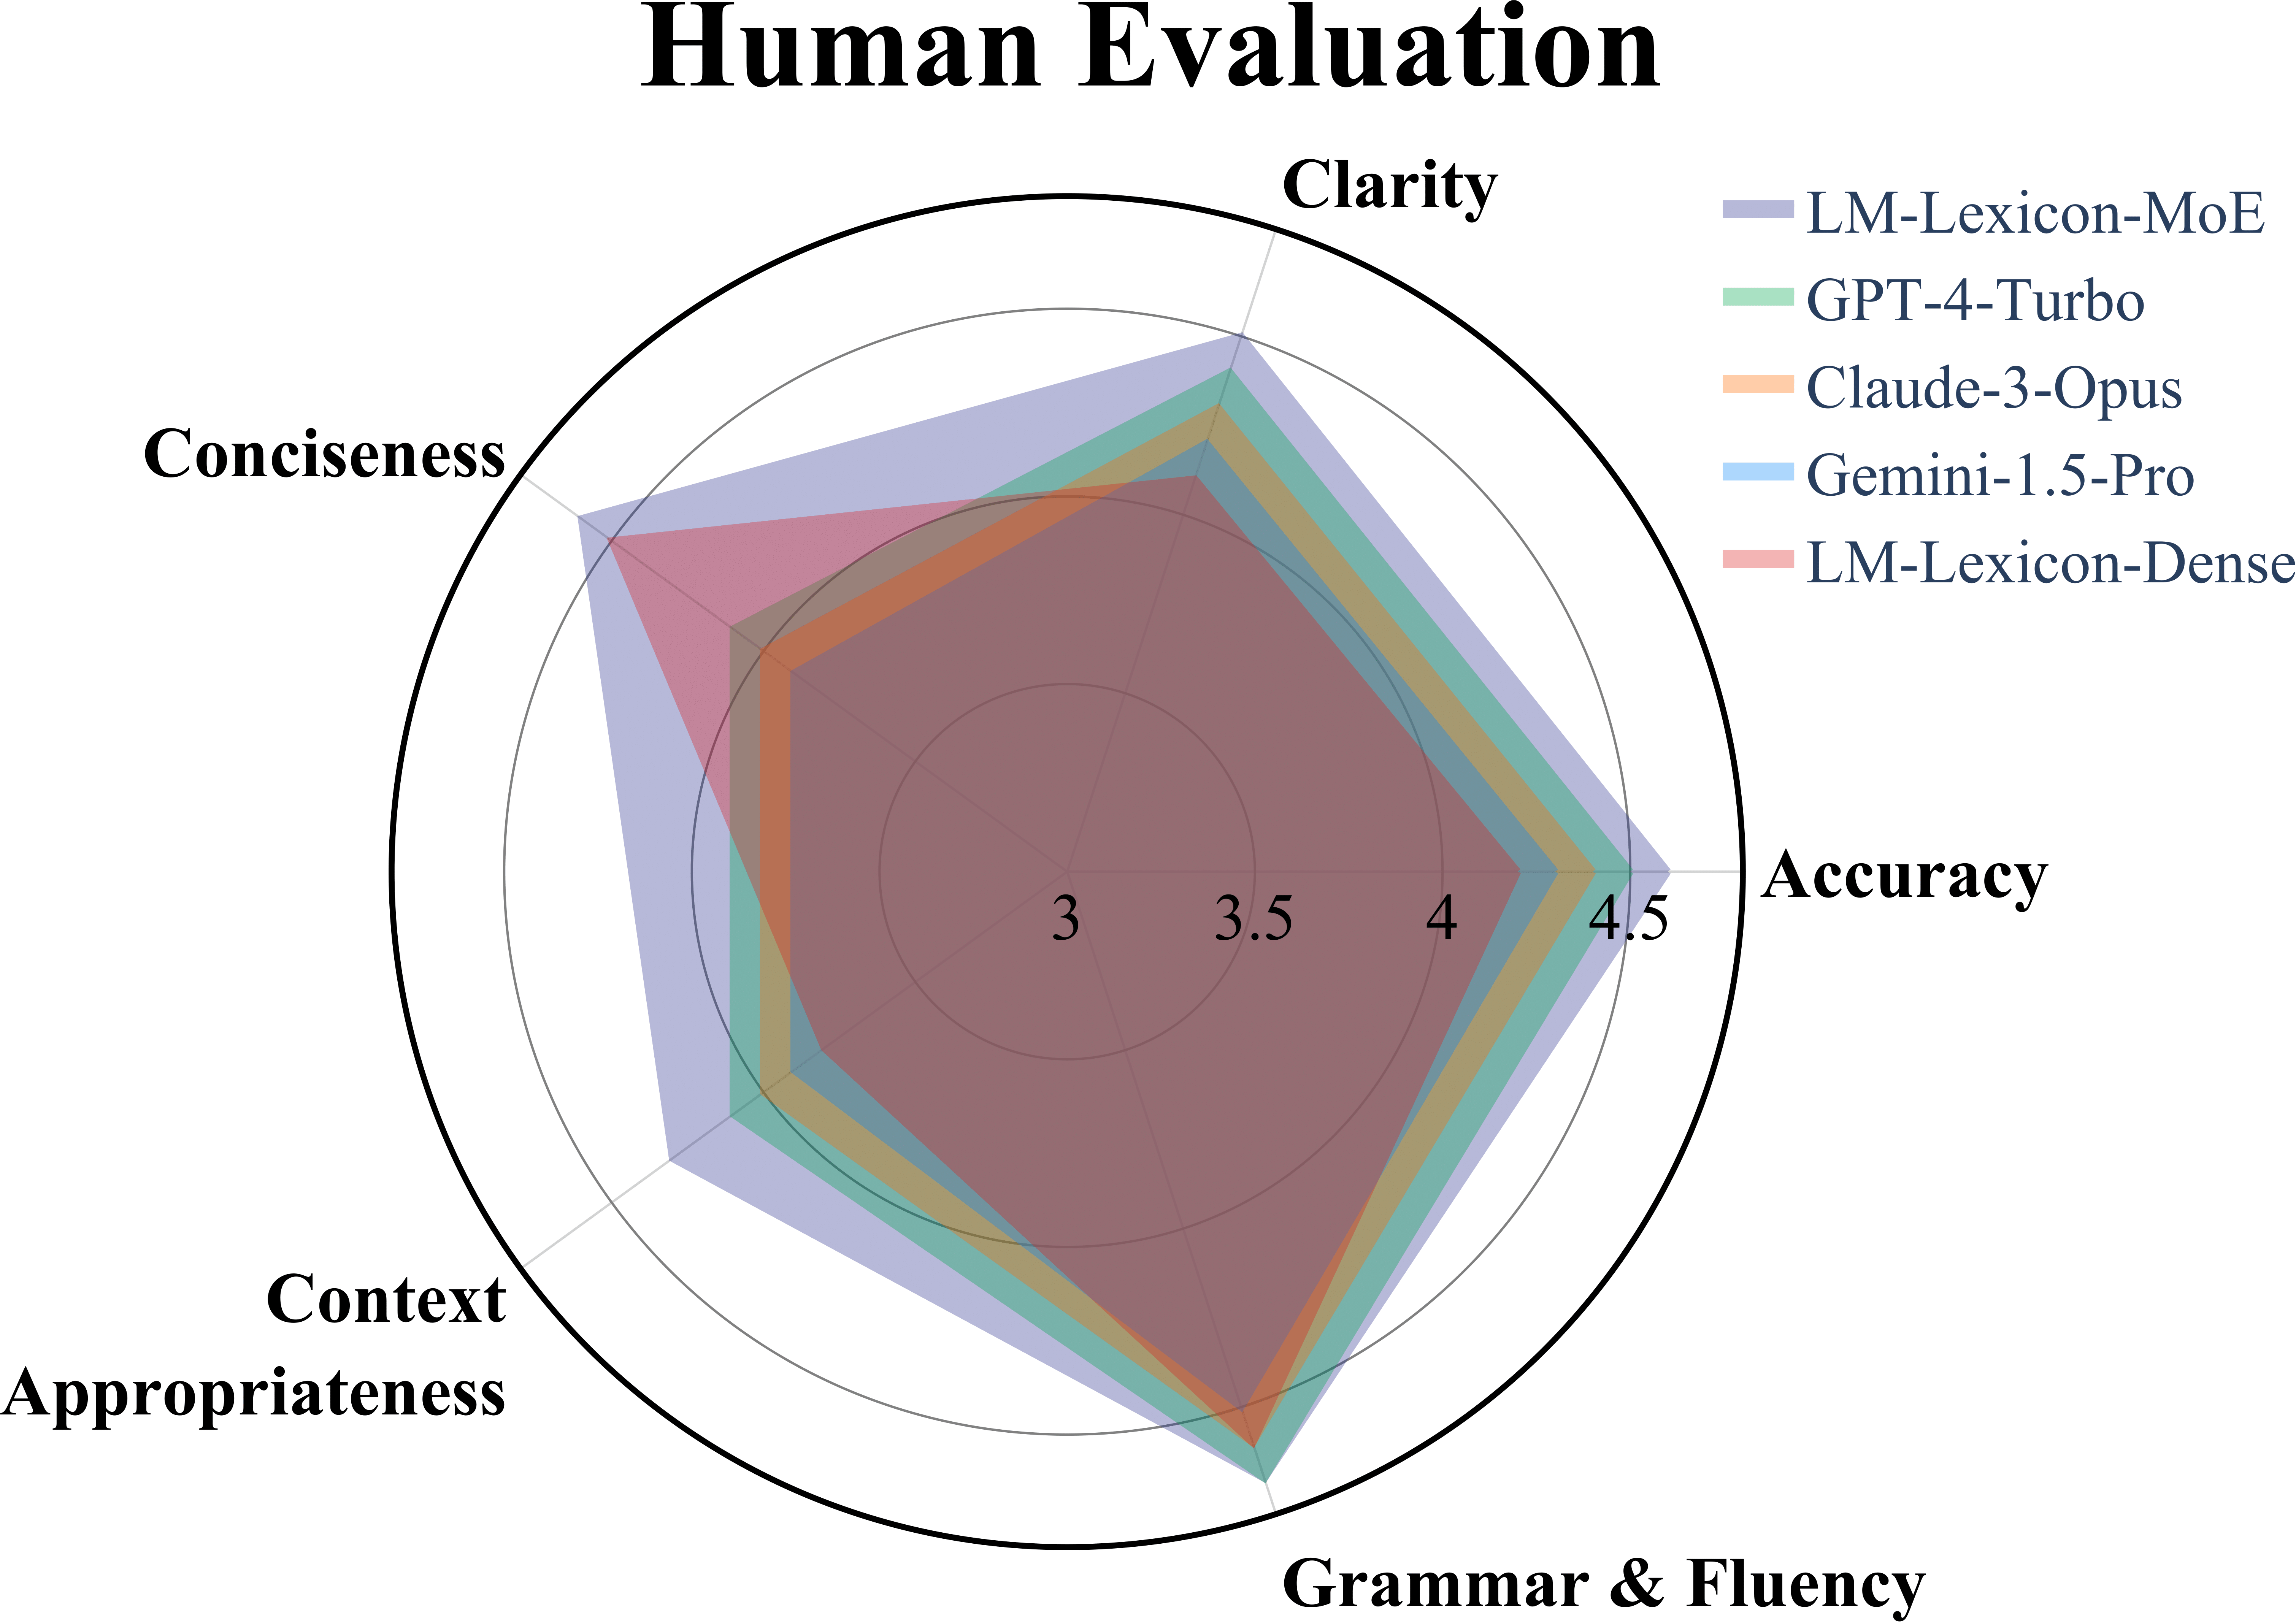 Human Evaluation
Clarity
LM-Lexicon-MoE
GPT-4-Turbo
Claude-3-Opus
Gemini-1.5-Pro
LM-Lexicon-Dense
Conciseness
Accuracy
3
3.5
4
4.5
Context
Appropriateness
Grammar & Fluency